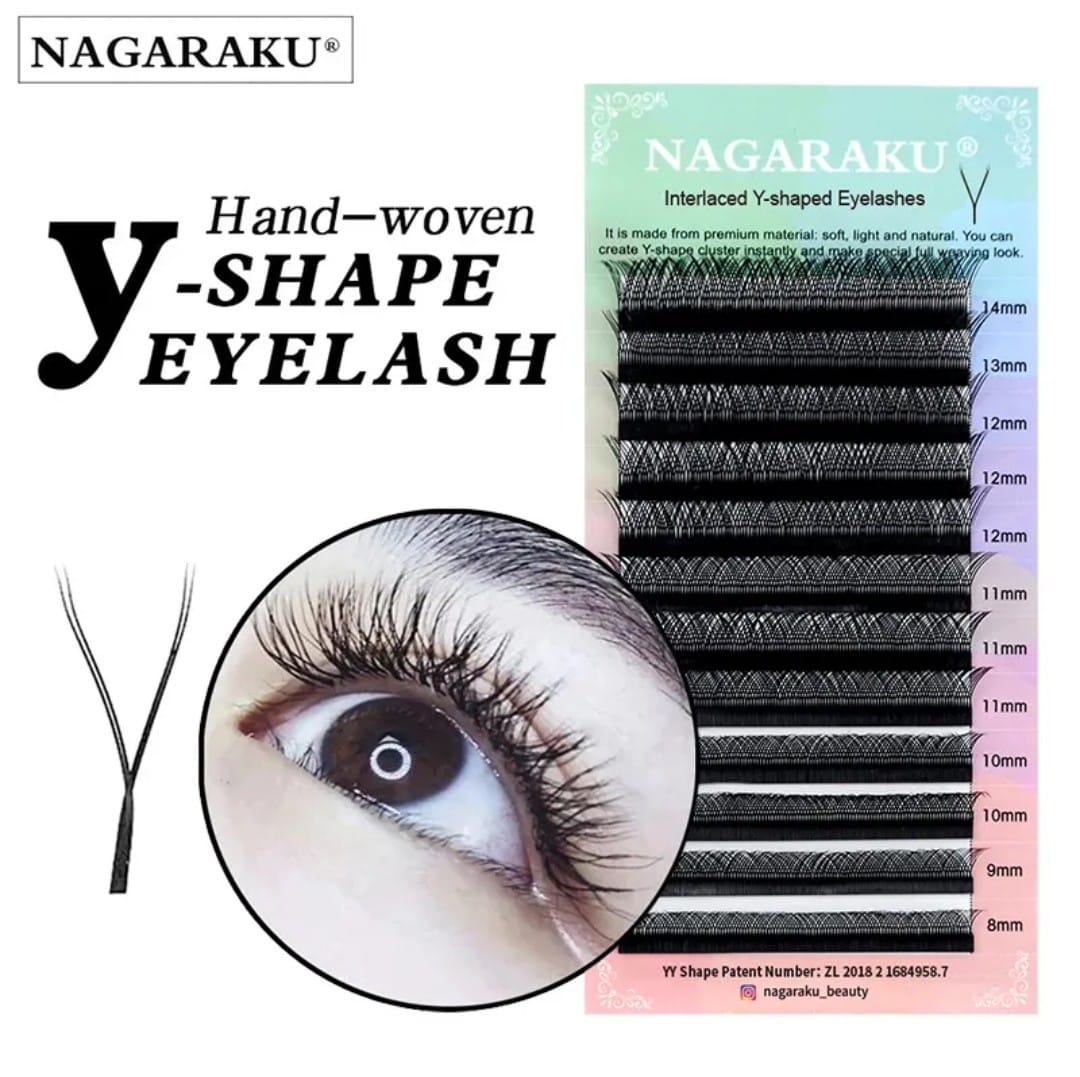 NAGARAKU®
Hand-woven
y-SHAPE
EYELASH
NAGARAKU®
Interlaced Y-shaped Eyelashes
It is made from premium material: soft, light and natural. You can
create Y-shape cluster instantly and make special full weaving look.
14mm
13mm
12mm
12mm
12mm
11mm
11mm
11mm
10mm
10mm
9mm
8mm
YY Shape Patent Number: ZL 2018 2 1684958.7
nagaraku_beauty